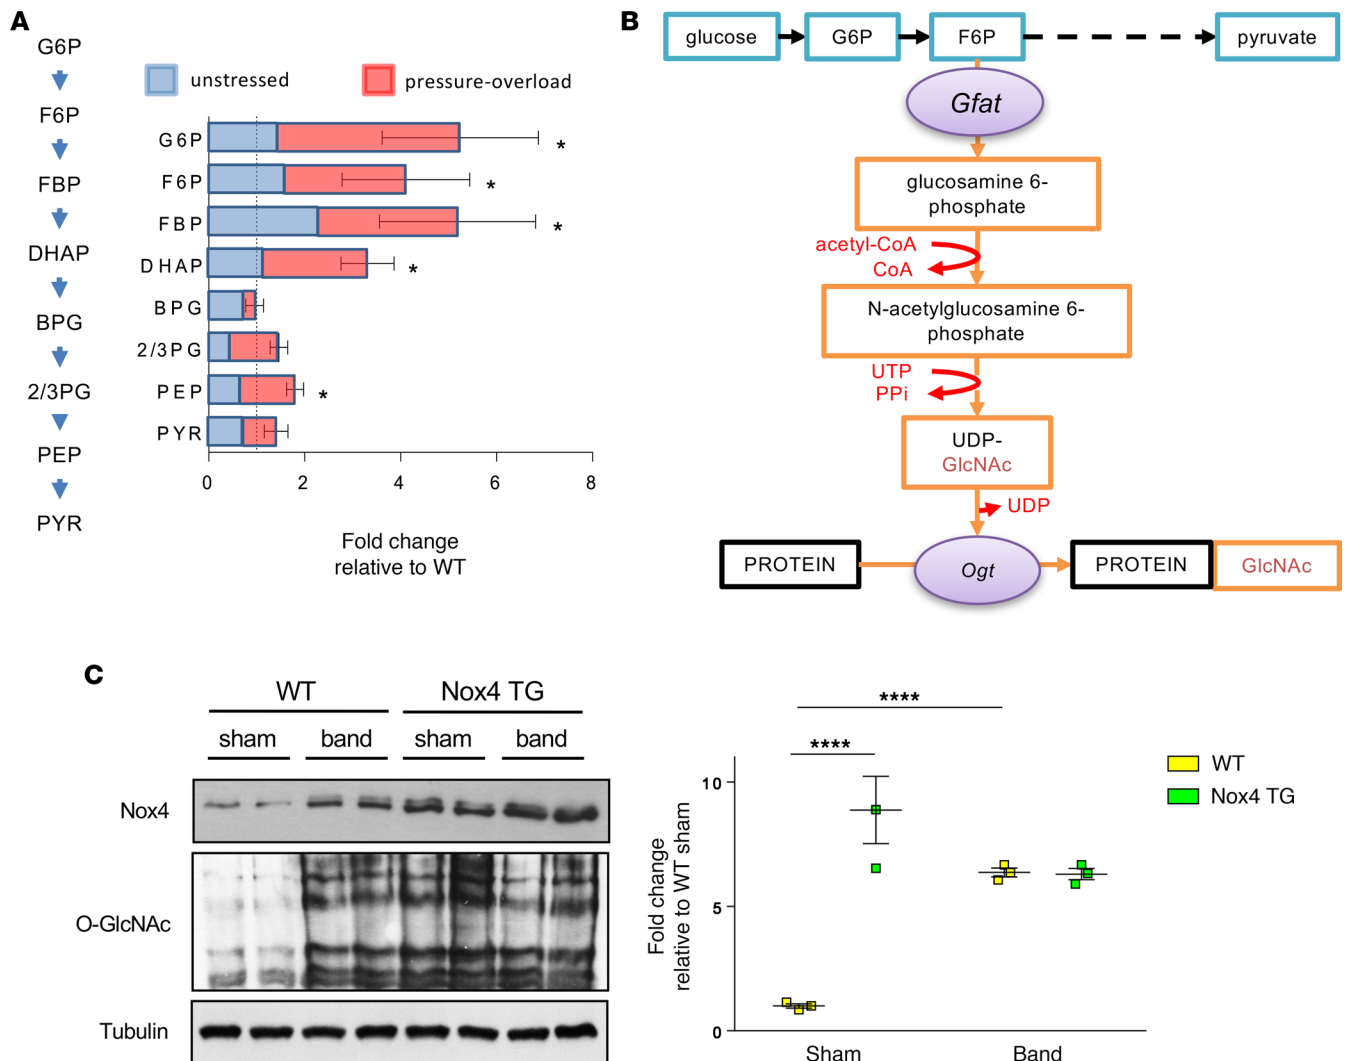 A
G6P
F6P
FBP
DHAP
BPG
2/3PG
PEP
PYR
unstressed
pressure-overload
G6P
*
F6P
*
FBP
*
DHAP
*
BPG
2/3PG
PEP
*
PYR
0 2 4 6 8
Fold change
relative to WT
B
glucose
G6P
F6P
pyruvate
Gfat
glucosamine 6-
phosphate
acetyl-CoA
CoA
N-acetylglucosamine 6-
phosphate
UTP
PPi
UDP-
GlcNAc
UDP
PROTEIN
Ogt
PROTEIN
GlcNAc
C
WT
Nox4 TG
sham
band
sham
band
Nox4
O-GlcNAc
Tubulin
****
****
WT
Nox4 TG
10
5
0
Fold change
relative to WT sham
Sham
Band